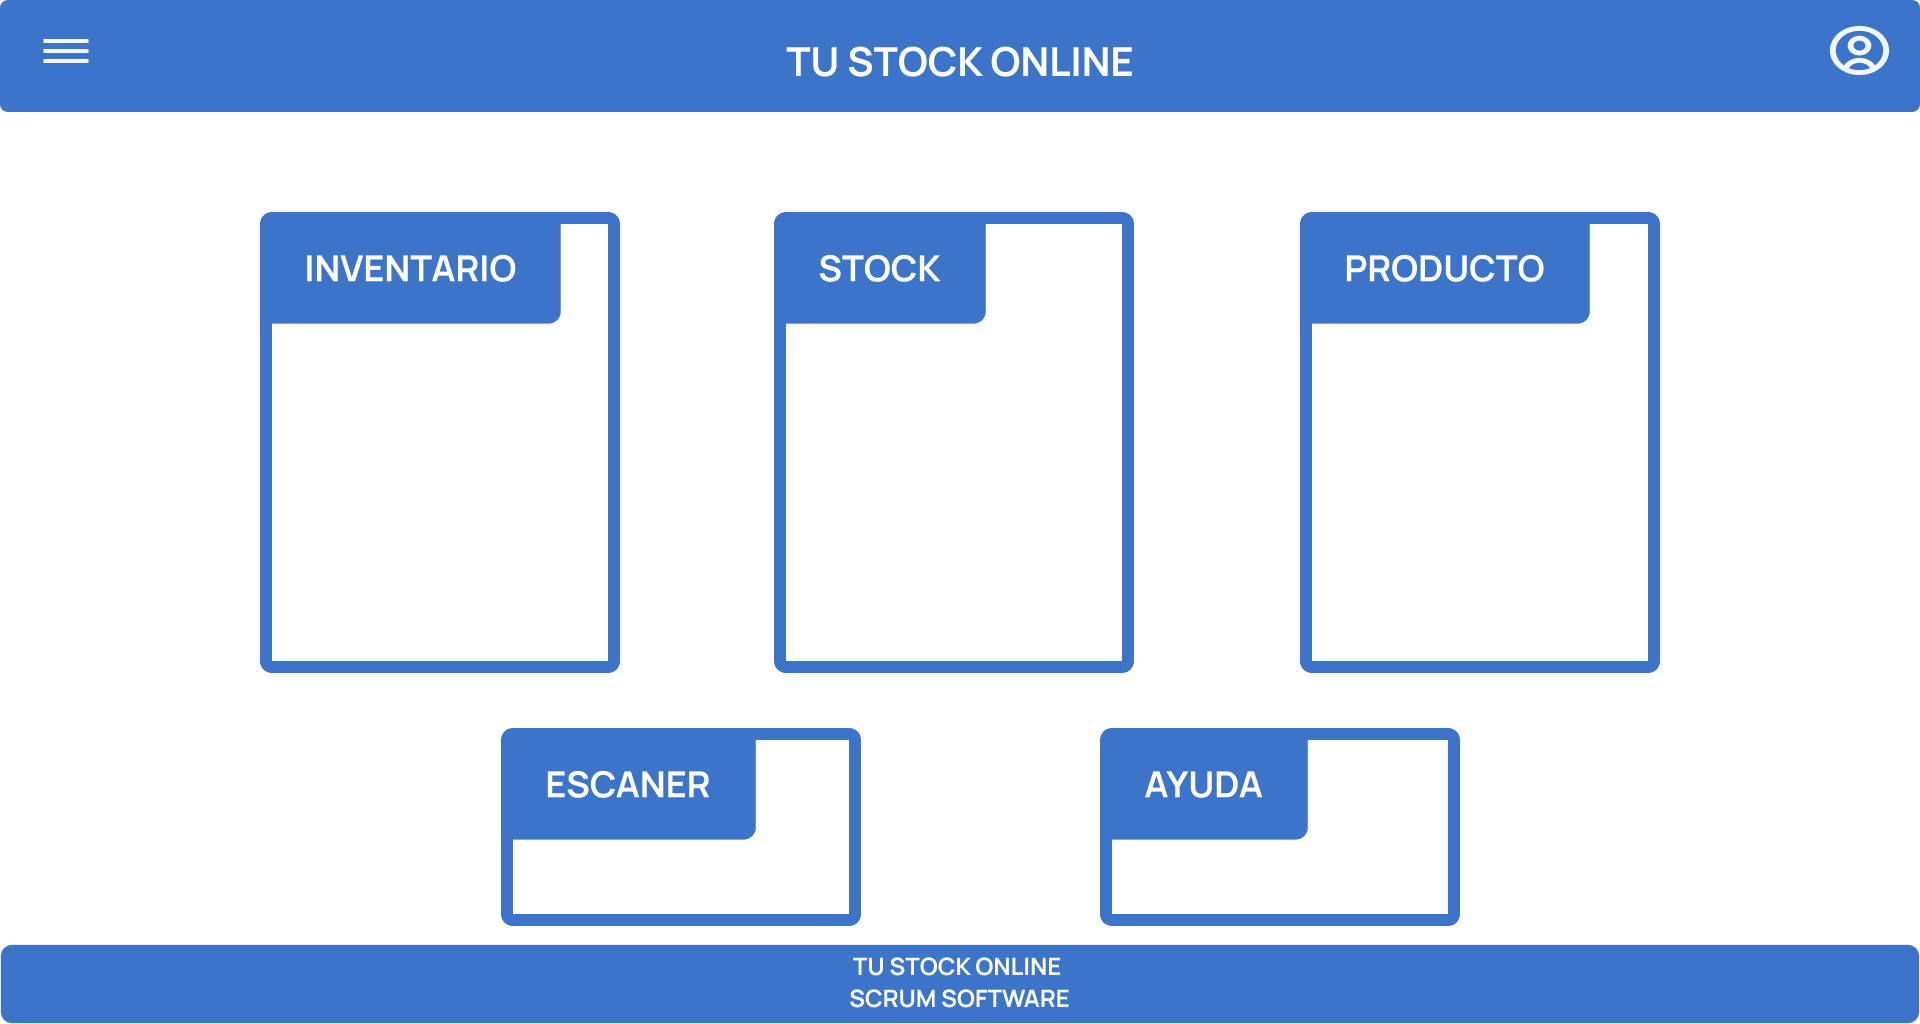 TU STOCK ONLINE
INVENTARIO
STOCK
PRODUCTO
ESCANER
AYUDA
TU STOCK ONLINE
SCRUM SOFTWARE